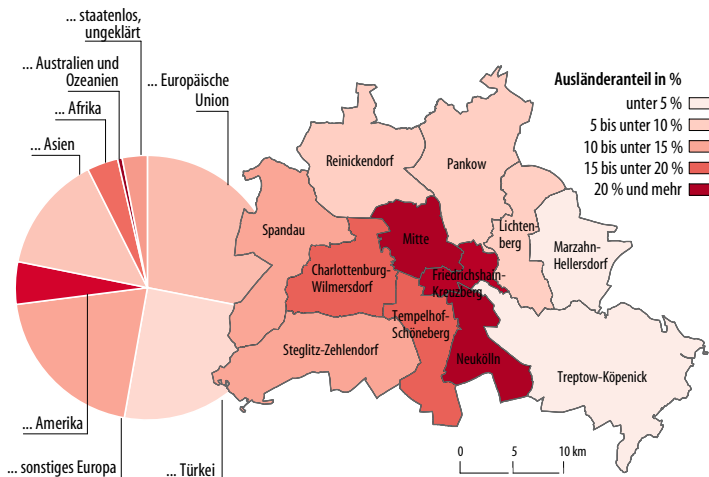 ... staatenlos,
ungeklärt
... Australien und
Ozeanien
... Afrika
... Asien
... Europäische
Union
Ausländeranteil in %
unter 5 %
5 bis unter 10 %
10 bis unter 15 %
15 bis unter 20 %
20 % und mehr
Reinickendorf
Pankow
Spandau
Mitte
Lichten-
berg
Marzahn-
Hellersdorf
Charlottenburg-
Wilmersdorf
Friedrichshain-
Kreuzberg
Tempelhof-
Schöneberg
Steglitz-Zehlendorf
Neukölln
Treptow-Köpenick
... Amerika
... sonstiges Europa
... Türkei
0 5 10 km